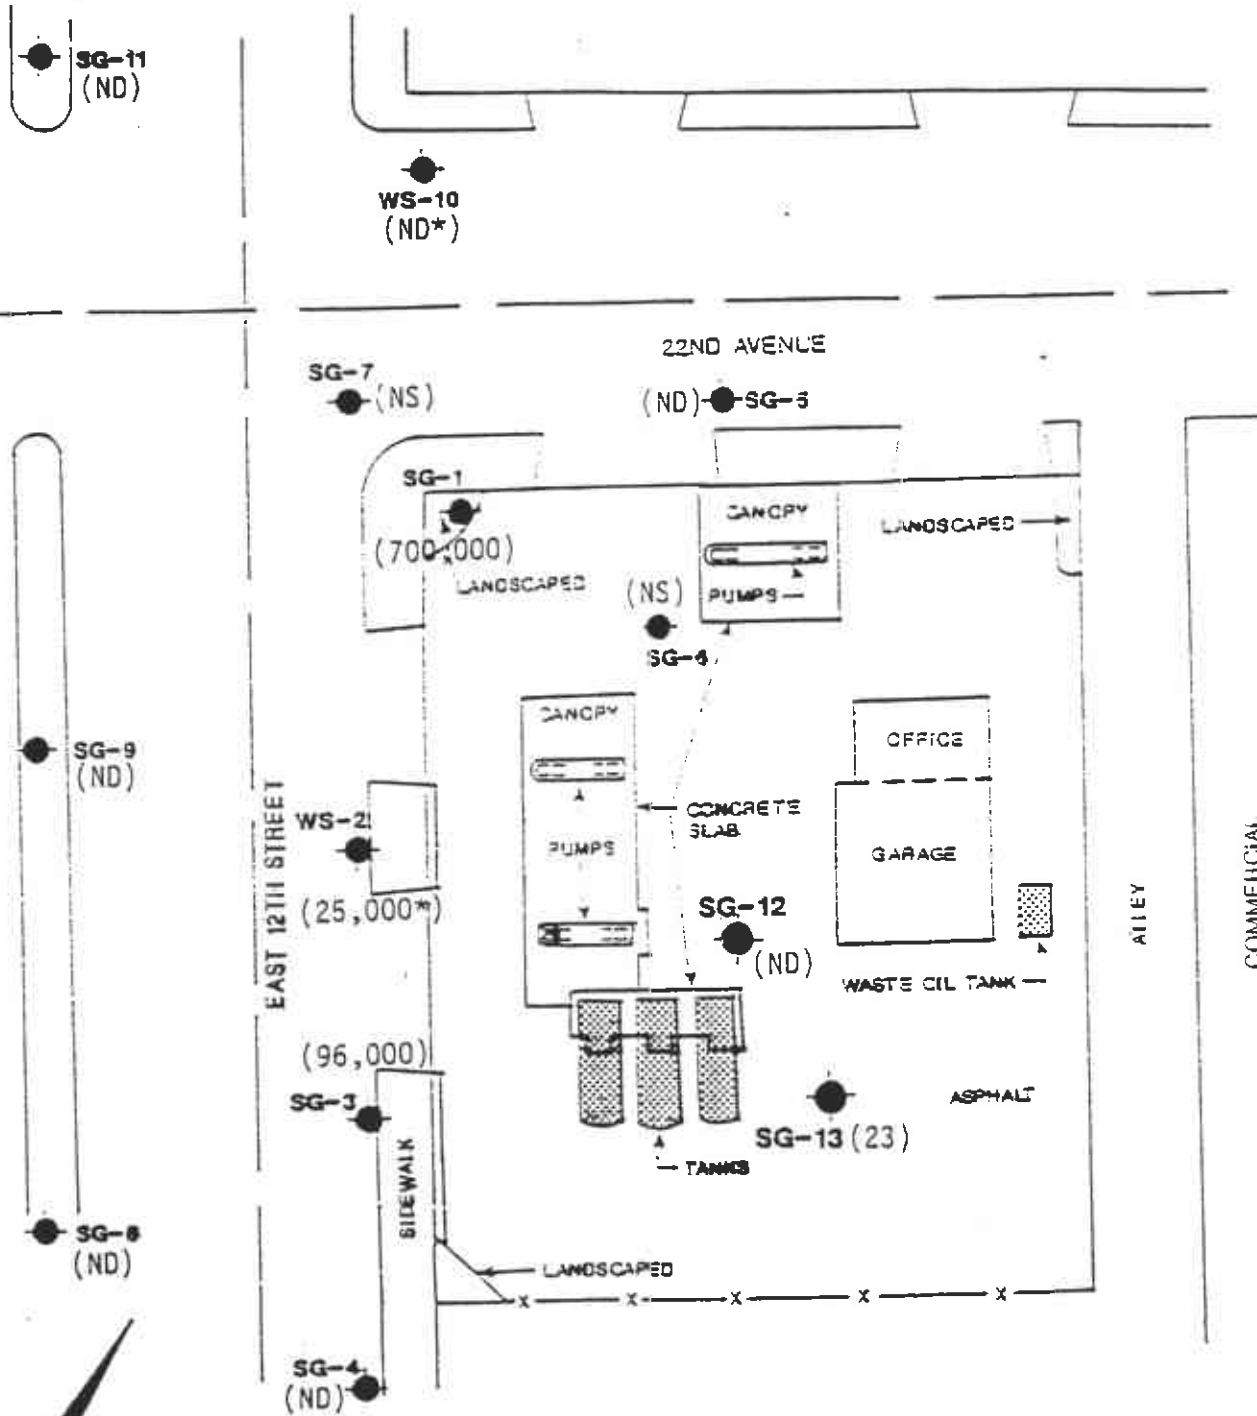 SG-11
(ND)
WS-10
(ND*)
22ND AVENUE
SG-7
(NS)
(ND)
SG-5
SG-1
(700,000)
LANDSCAPED
CANOPY
PUMPS
LANDSCAPED
(NS)
CANOPY
OFFICE
SG-9
(ND)
EAST 12TH STREET
WS-2
(25,000*)
PUMPS
CONCRETE
SLAB
GARAGE
SG-12
(ND)
WASTE OIL TANK
ALLEY
COMMERCIAL
(96,000)
SG-3
SIDEWALK
ASPHALT
SG-13 (23)
TANKS
SG-8
(ND)
LANDSCAPED
X X X X X
SG-4
(ND)